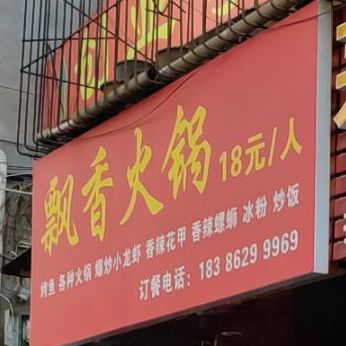 飘香火锅18元/人
烤鱼 各种火锅 爆炒小龙虾 香辣花甲 香辣螺蛳 冰粉 炒饭
订餐电话：183 8629 9969